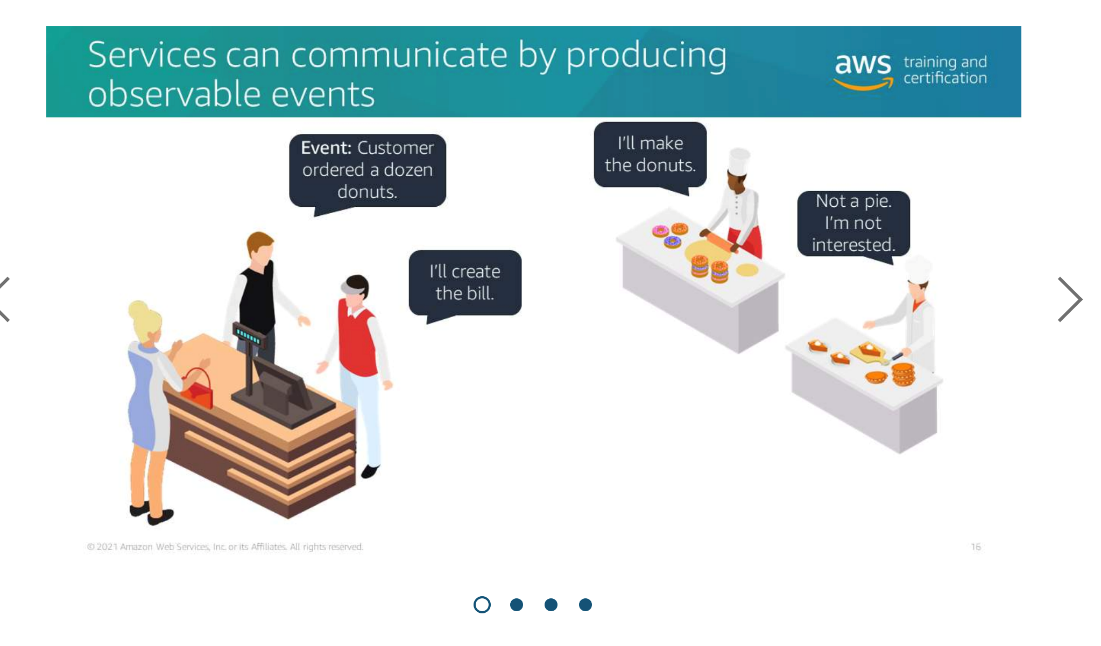 Services can communicate by producing
observable events
aws training and
certification
Event: Customer
ordered a dozen
donuts.
I'll create
the bill.
I'll make
the donuts.
Not a pie.
I'm not
interested.
© 2021 Amazon Web Services, Inc. or its Affiliates. All rights reserved.
16